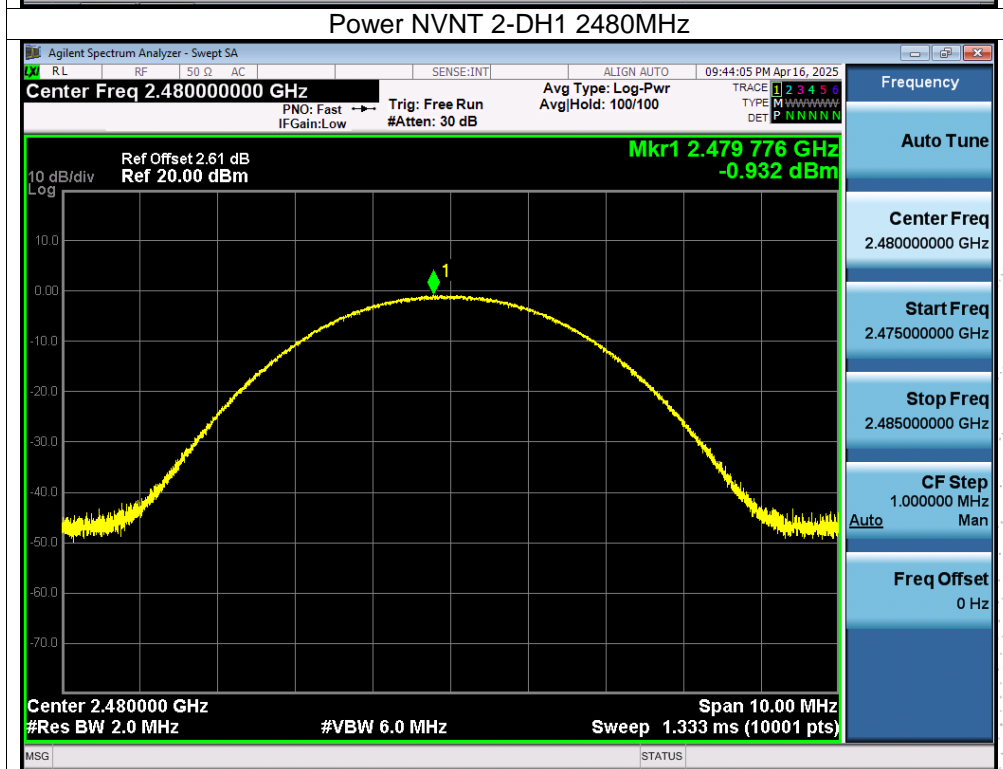 Power NVNT 2-DH1 2480MHz
Agilent Spectrum Analyzer - Swept SA
LXI RL RF 50 Ω AC SENSE:INT ALIGN AUTO 09:44:05 PM Apr 16, 2025
Center Freq 2.480000000 GHz
PNO: Fast
IFGain:Low
Trig: Free Run
#Atten: 30 dB
Avg Type: Log-Pwr
Avg|Hold: 100/100
TRACE 1 2 3 4 5 6
TYPE M WWWWW
DET P N N N N N
Frequency
Auto Tune
Center Freq
2.480000000 GHz
Start Freq
2.475000000 GHz
Stop Freq
2.485000000 GHz
CF Step
1.000000 MHz
Auto Man
Freq Offset
0 Hz
Mkr1 2.479 776 GHz
-0.932 dBm
Ref Offset 2.61 dB
10 dB/div Ref 20.00 dBm
Log
10.0
0.00
-10.0
-20.0
-30.0
-40.0
-50.0
-60.0
-70.0
1
Center 2.480000 GHz Span 10.00 MHz
#Res BW 2.0 MHz #VBW 6.0 MHz Sweep 1.333 ms (10001 pts)
MSG STATUS